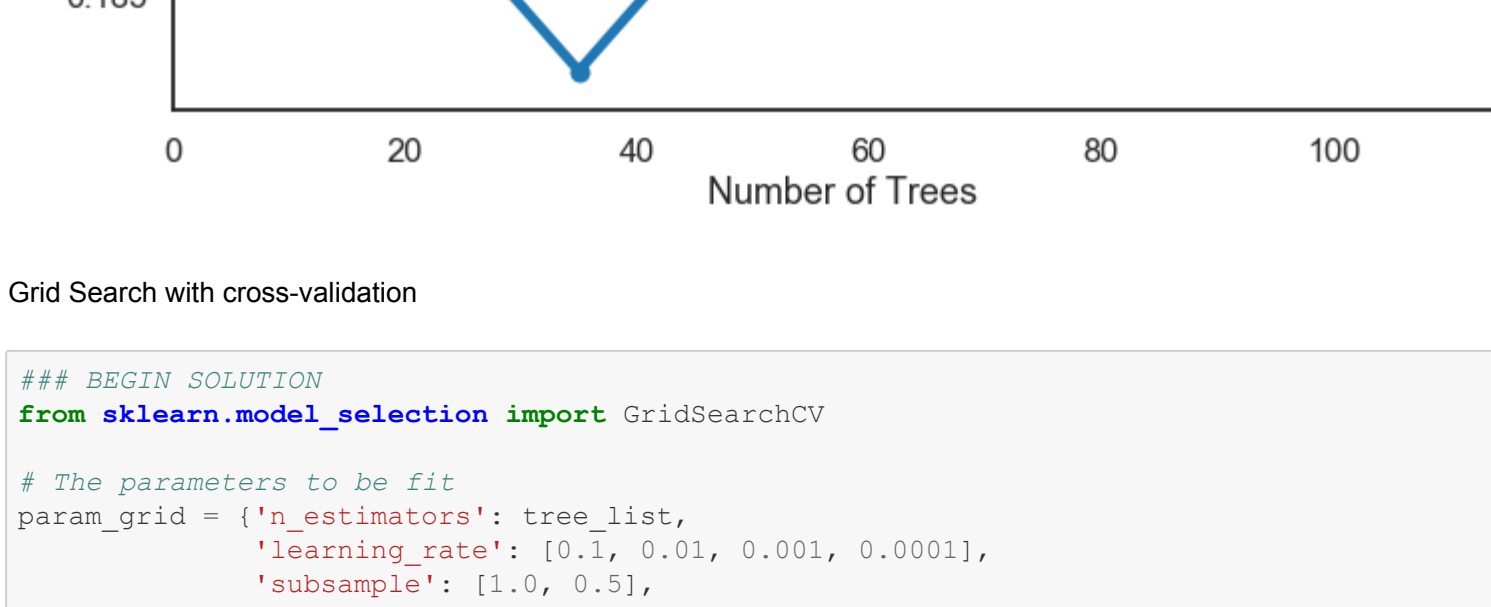 0 20 40 60 80 100
Number of Trees
Grid Search with cross-validation
### BEGIN SOLUTION
from sklearn.model_selection import GridSearchCV
# The parameters to be fit
param_grid = {'n_estimators': tree_list,
              'learning_rate': [0.1, 0.01, 0.001, 0.0001],
              'subsample': [1.0, 0.5],